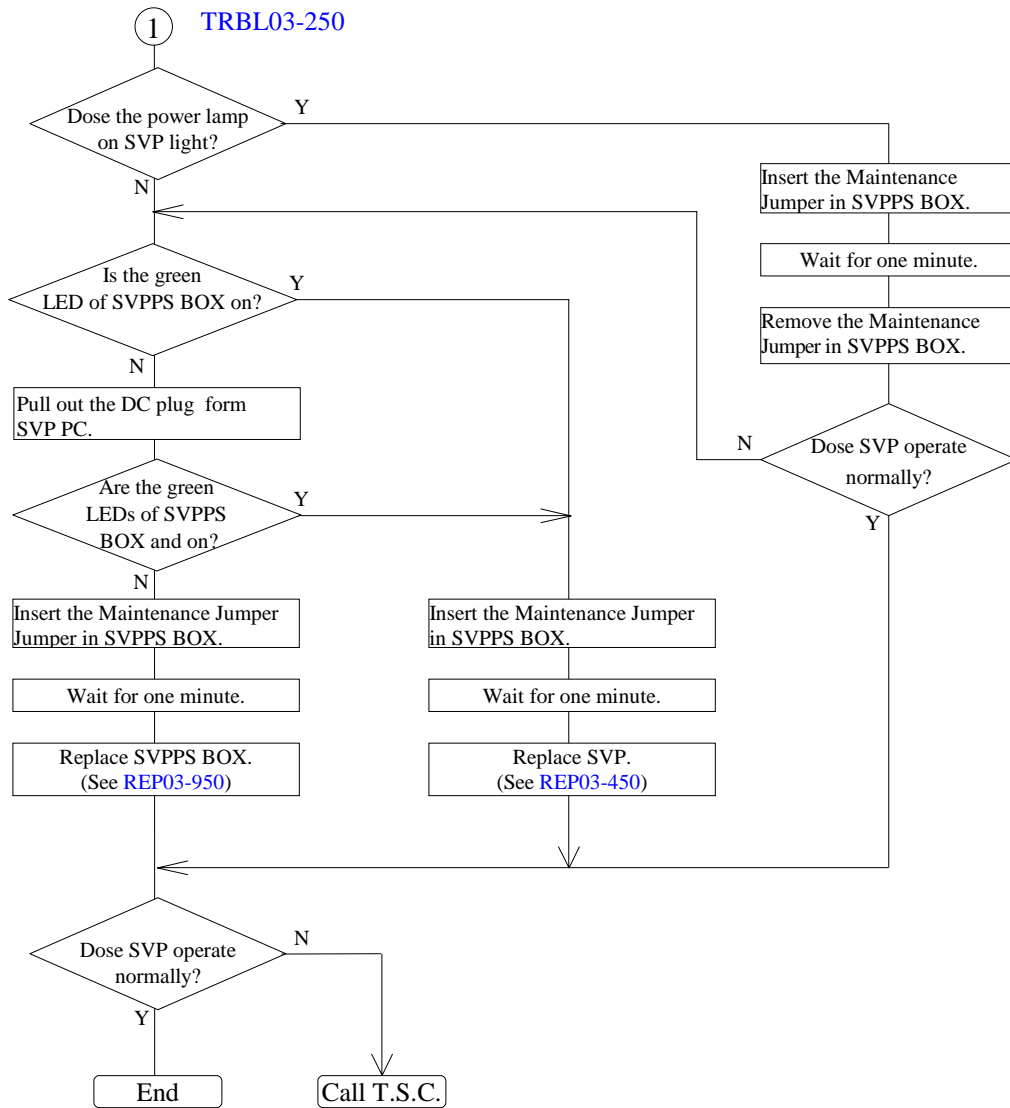 1
TRBL03-250
Dose the power lamp
on SVP light?
Y
N
Insert the Maintenance
Jumper in SVPPS BOX.
Wait for one minute.
Remove the Maintenance
Jumper in SVPPS BOX.
Dose SVP operate
normally?
N
Y
Is the green
LED of SVPPS BOX on?
Y
N
Pull out the DC plug form
SVP PC.
Are the green
LEDs of SVPPS
BOX and on?
Y
N
Insert the Maintenance Jumper
Jumper in SVPPS BOX.
Wait for one minute.
Replace SVPPS BOX.
(See REP03-950)
Insert the Maintenance Jumper
in SVPPS BOX.
Wait for one minute.
Replace SVP.
(See REP03-450)
Dose SVP operate
normally?
N
Y
End
Call T.S.C.